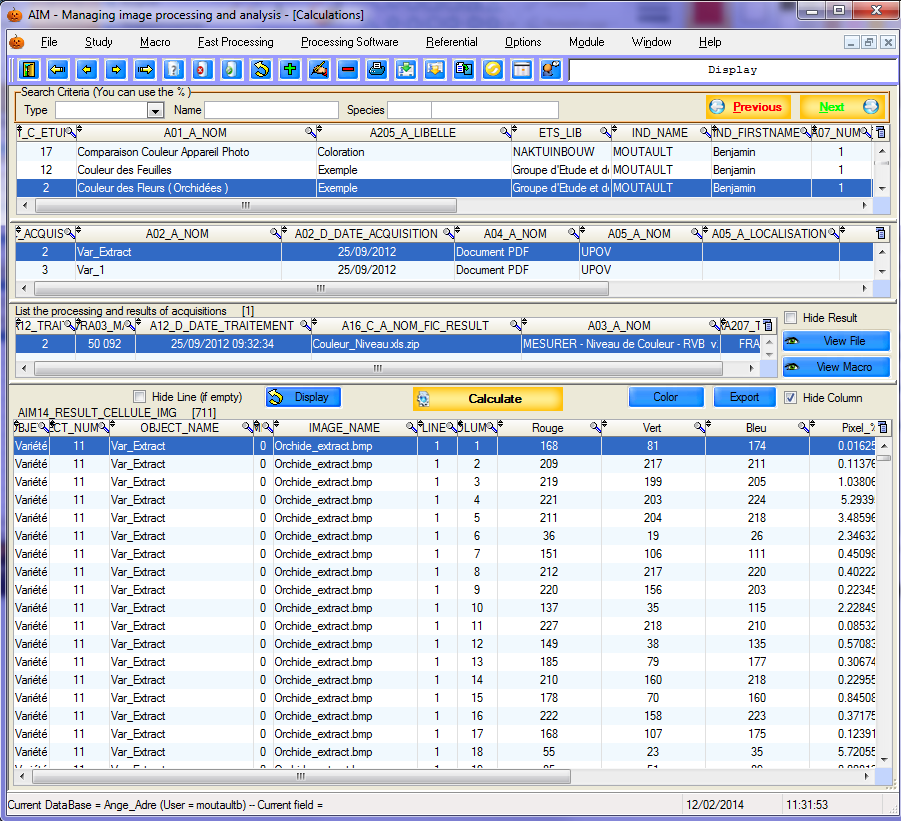 AIM - Managing image processing and analysis - [Calculations]
File Study Macro Fast Processing Processing Software Referential Options Module Window Help
Display
Search Criteria (You can use the % )
Type Name Species Previous Next
_C_ETUI A01_A_NOM A205_A_LIBELLE ETS_LIB IND_NAME ND_FIRSTNAME A07_NUM
17 Comparaison Couleur Appareil Photo Coloration NAKTUINBOUW MOUTAULT Benjamin 1
12 Couleur des Feuilles Exemple Groupe d'Etude et de MOUTAULT Benjamin 1
2 Couleur des Fleurs ( Orchidées ) Exemple Groupe d'Etude et de MOUTAULT Benjamin 1
_ACQUIS A02_A_NOM A02_D_DATE_ACQUISITION A04_A_NOM A05_A_NOM A05_A_LOCALISATION
2 Var_Extract 25/09/2012 Document PDF UPOV
3 Var_1 25/09/2012 Document PDF UPOV
List the processing and results of acquisitions [1]
12_TRAI RA03_MA A12_D_DATE_TRAITEMENT A16_C_A_NOM_FIC_RESULT A03_A_NOM A207_T
2 50 092 25/09/2012 09:32:34 Couleur_Niveau.xls.zip MESURER - Niveau de Couleur - RVB v. FRA
Hide Result
View File
View Macro
Hide Line (if empty) Display Calculate Color Export Hide Column
AIM14_RESULT_CELLULE_IMG [711]
BJE CT_NUM OBJECT_NAME IMAGE_NAME LINE LUM Rouge Vert Bleu Pixel_%
Variété 11 Var_Extract 0 Orchide_extract.bmp 1 1 168 81 174 0.01625
Variété 11 Var_Extract 0 Orchide_extract.bmp 1 2 209 217 211 0.11376
Variété 11 Var_Extract 0 Orchide_extract.bmp 1 3 219 199 205 1.03806
Variété 11 Var_Extract 0 Orchide_extract.bmp 1 4 221 203 224 5.2939
Variété 11 Var_Extract 0 Orchide_extract.bmp 1 5 211 204 218 3.48596
Variété 11 Var_Extract 0 Orchide_extract.bmp 1 6 36 19 26 2.34632
Variété 11 Var_Extract 0 Orchide_extract.bmp 1 7 151 106 111 0.45098
Variété 11 Var_Extract 0 Orchide_extract.bmp 1 8 212 217 220 0.40222
Variété 11 Var_Extract 0 Orchide_extract.bmp 1 9 220 156 203 0.22345
Variété 11 Var_Extract 0 Orchide_extract.bmp 1 10 137 35 115 2.22849
Variété 11 Var_Extract 0 Orchide_extract.bmp 1 11 227 218 210 0.08532
Variété 11 Var_Extract 0 Orchide_extract.bmp 1 12 149 38 135 0.57083
Variété 11 Var_Extract 0 Orchide_extract.bmp 1 13 185 79 177 0.30674
Variété 11 Var_Extract 0 Orchide_extract.bmp 1 14 210 160 218 0.22955
Variété 11 Var_Extract 0 Orchide_extract.bmp 1 15 178 70 160 0.84508
Variété 11 Var_Extract 0 Orchide_extract.bmp 1 16 222 158 223 0.37175
Variété 11 Var_Extract 0 Orchide_extract.bmp 1 17 168 107 175 0.12391
Variété 11 Var_Extract 0 Orchide_extract.bmp 1 18 55 23 35 5.72055
Current DataBase = Ange_Adre (User = moutaultb) -- Current field = 12/02/2014 11:31:53